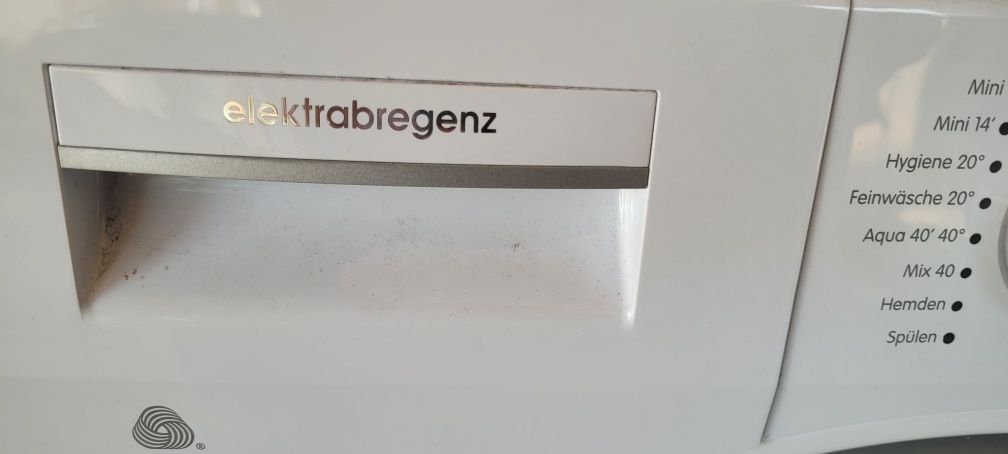 elektrabregenz
Mini
Mini 14'
Hygiene 20°
Feinwäsche 20°
Aqua 40' 40°
Mix 40
Hemden
Spülen
®